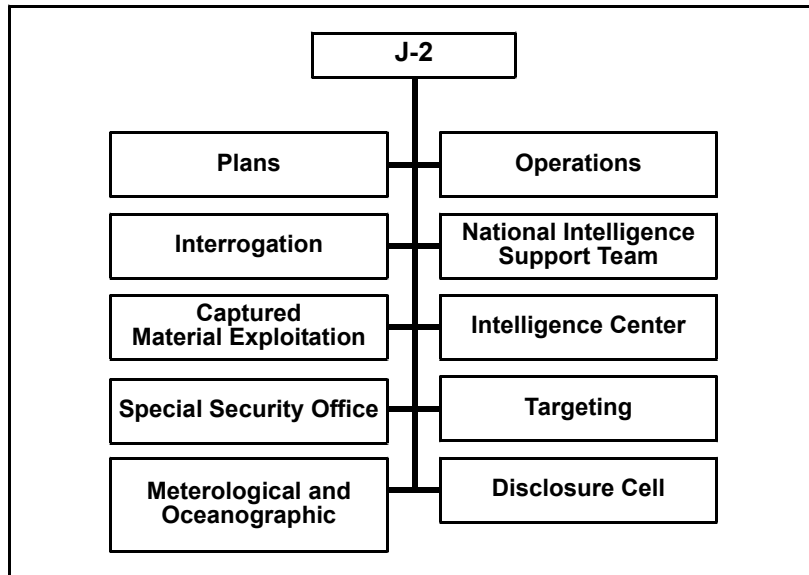 J-2
Plans
Operations
Interrogation
National Intelligence
Support Team
Captured
Material Exploitation
Intelligence Center
Special Security Office
Targeting
Meterological and
Oceanographic
Disclosure Cell